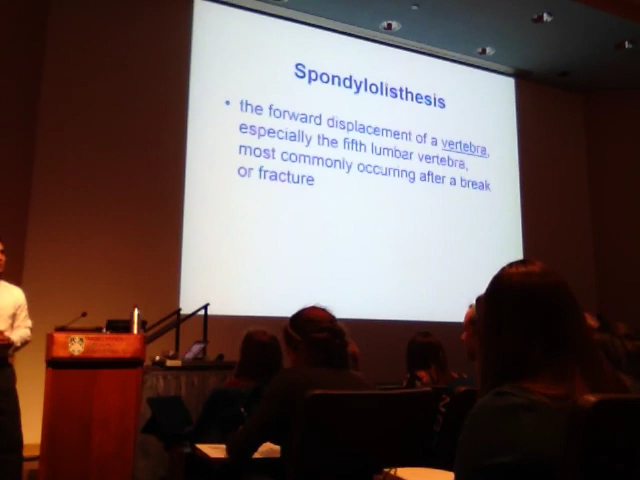 Spondylolisthesis
• the forward displacement of a vertebra,
especially the fifth lumbar vertebra,
most commonly occurring after a break
or fracture